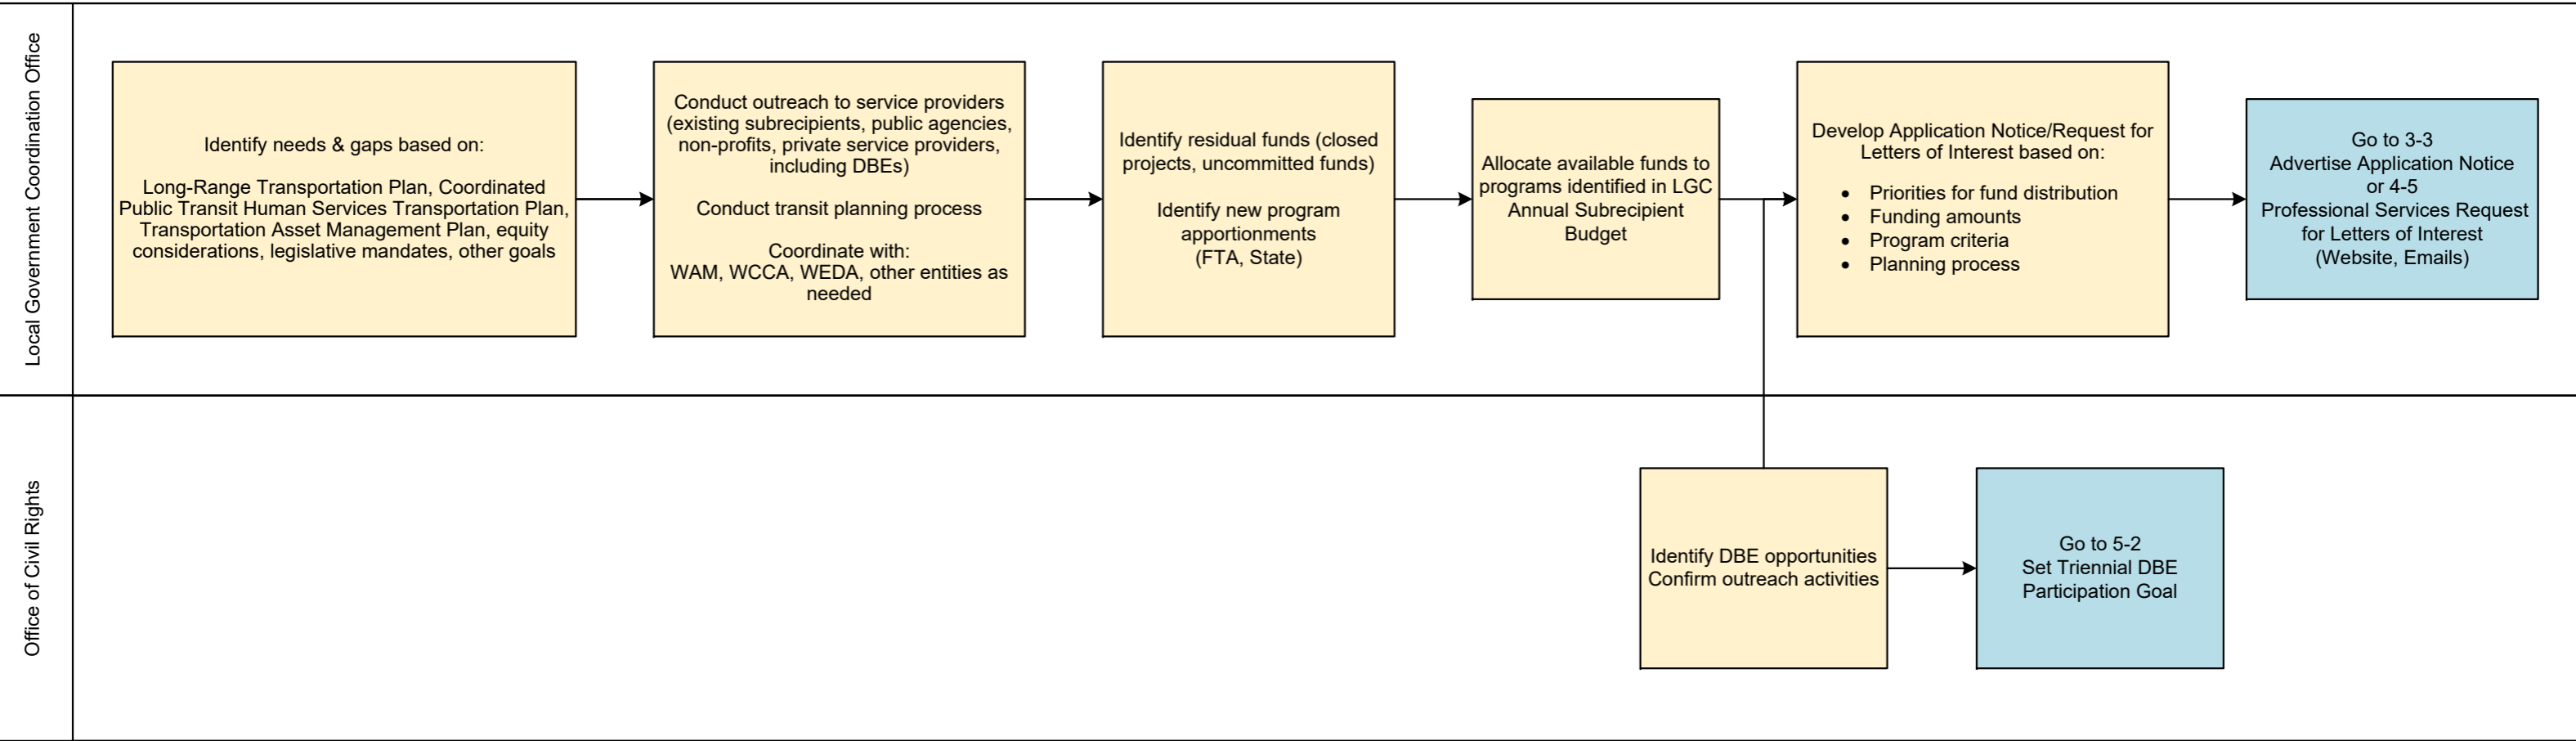 Local Government Coordination Office
Identify needs & gaps based on:
Long-Range Transportation Plan, Coordinated
Public Transit Human Services Transportation Plan,
Transportation Asset Management Plan, equity
considerations, legislative mandates, other goals
Conduct outreach to service providers
(existing subrecipients, public agencies,
non-profits, private service providers,
including DBEs)
Conduct transit planning process
Coordinate with:
WAM, WCCA, WEDA, other entities as
needed
Identify residual funds (closed
projects, uncommitted funds)
Identify new program
apportionments
(FTA, State)
Allocate available funds to
programs identified in LGC
Annual Subrecipient
Budget
Develop Application Notice/Request for
Letters of Interest based on:
• Priorities for fund distribution
• Funding amounts
• Program criteria
• Planning process
Go to 3-3
Advertise Application Notice
or 4-5
Professional Services Request
for Letters of Interest
(Website, Emails)
Office of Civil Rights
Identify DBE opportunities
Confirm outreach activities
Go to 5-2
Set Triennial DBE
Participation Goal